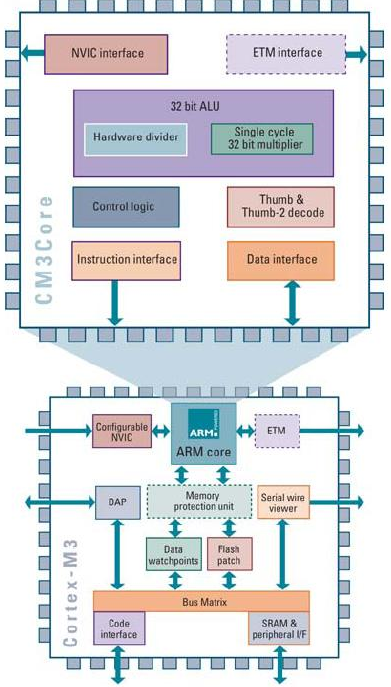 NVIC interface
ETM interface
32 bit ALU
Hardware divider
Single cycle
32 bit multiplier
Control logic
Thumb &
Thumb-2 decode
Instruction interface
Data interface
CM3Core
Configurable
NVIC
ARM
ARM core
ETM
DAP
Memory
protection unit
Serial wire
viewer
Data
watchpoints
Flash
patch
Bus Matrix
Code
interface
SRAM &
peripheral I/F
Cortex-M3